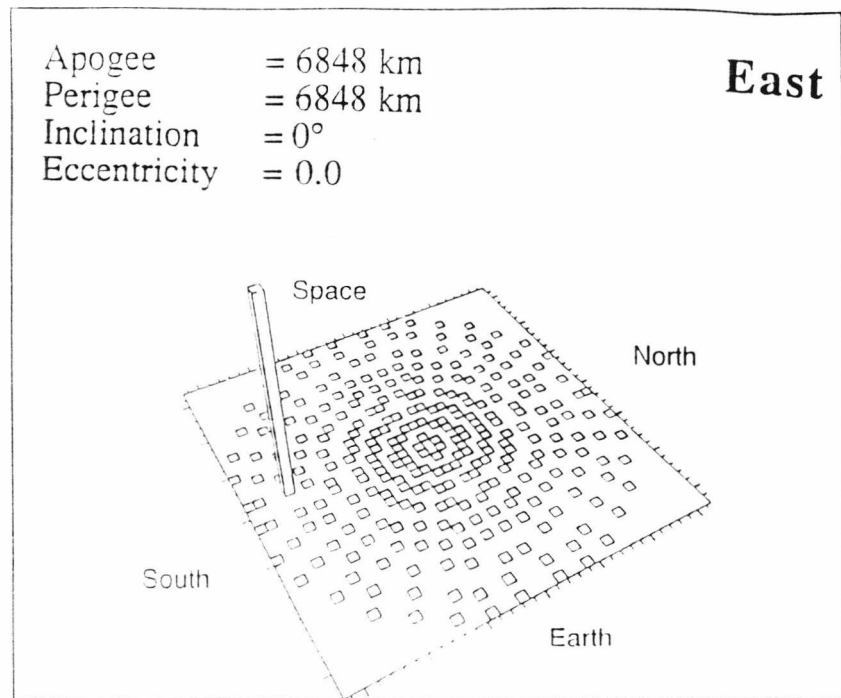 Apogee = 6848 km
East
Perigee = 6848 km
Inclination = 0°
Eccentricity = 0.0
Space
North
South
Earth